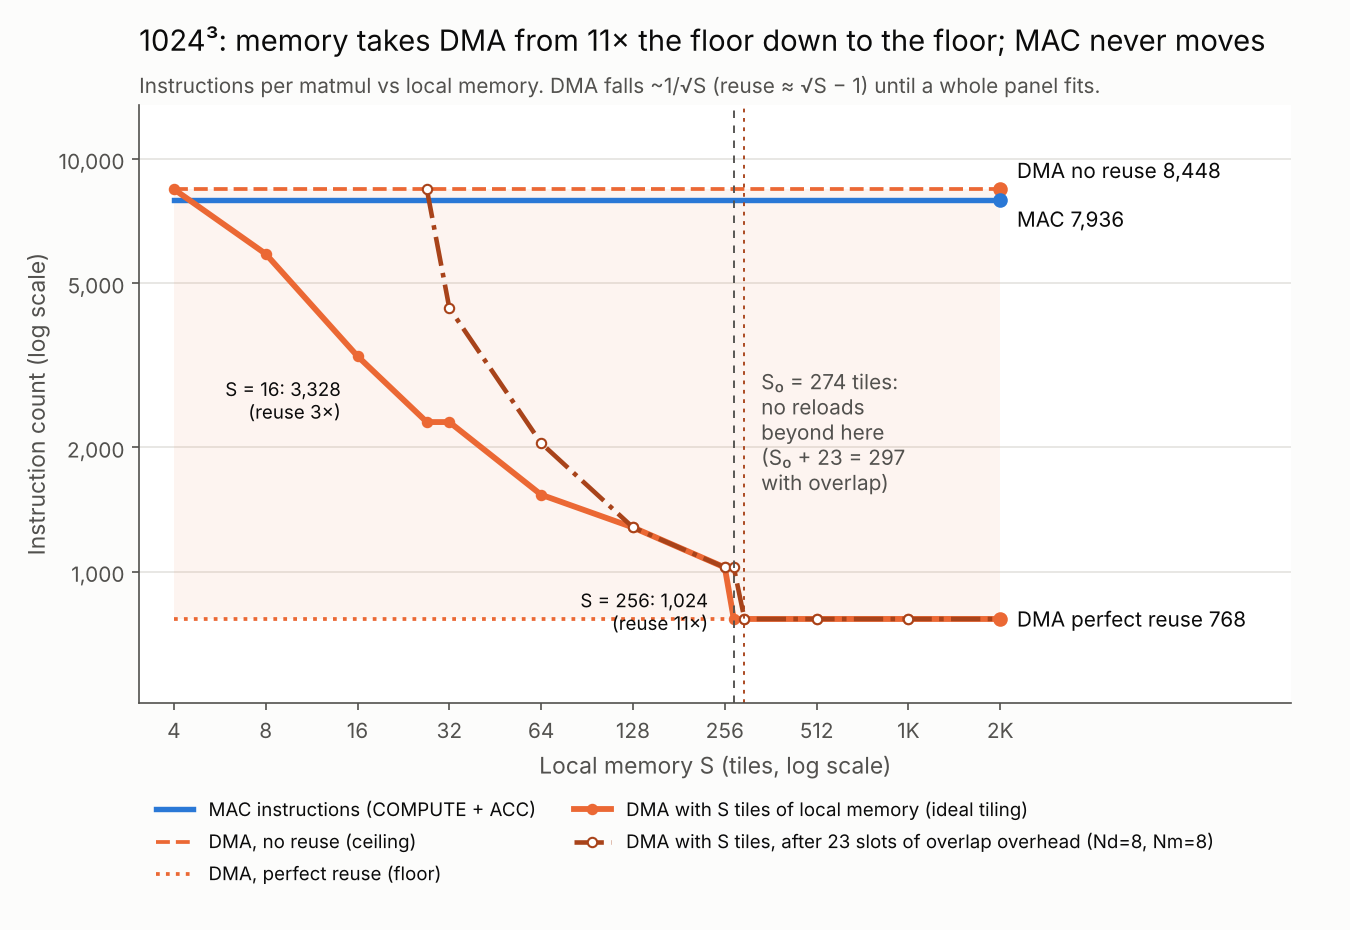 1024³: memory takes DMA from 11× the floor down to the floor; MAC never moves
Instructions per matmul vs local memory. DMA falls ~1/√S (reuse ≈ √S − 1) until a whole panel fits.
Instruction count (log scale)
10,000
5,000
2,000
1,000
DMA no reuse 8,448
MAC 7,936
S = 16: 3,328
(reuse 3×)
S₀ = 274 tiles:
no reloads
beyond here
(S₀ + 23 = 297
with overlap)
S = 256: 1,024
(reuse 11×)
DMA perfect reuse 768
4 8 16 32 64 128 256 512 1K 2K
Local memory S (tiles, log scale)
MAC instructions (COMPUTE + ACC)
DMA, no reuse (ceiling)
DMA, perfect reuse (floor)
DMA with S tiles of local memory (ideal tiling)
DMA with S tiles, after 23 slots of overlap overhead (Nd=8, Nm=8)